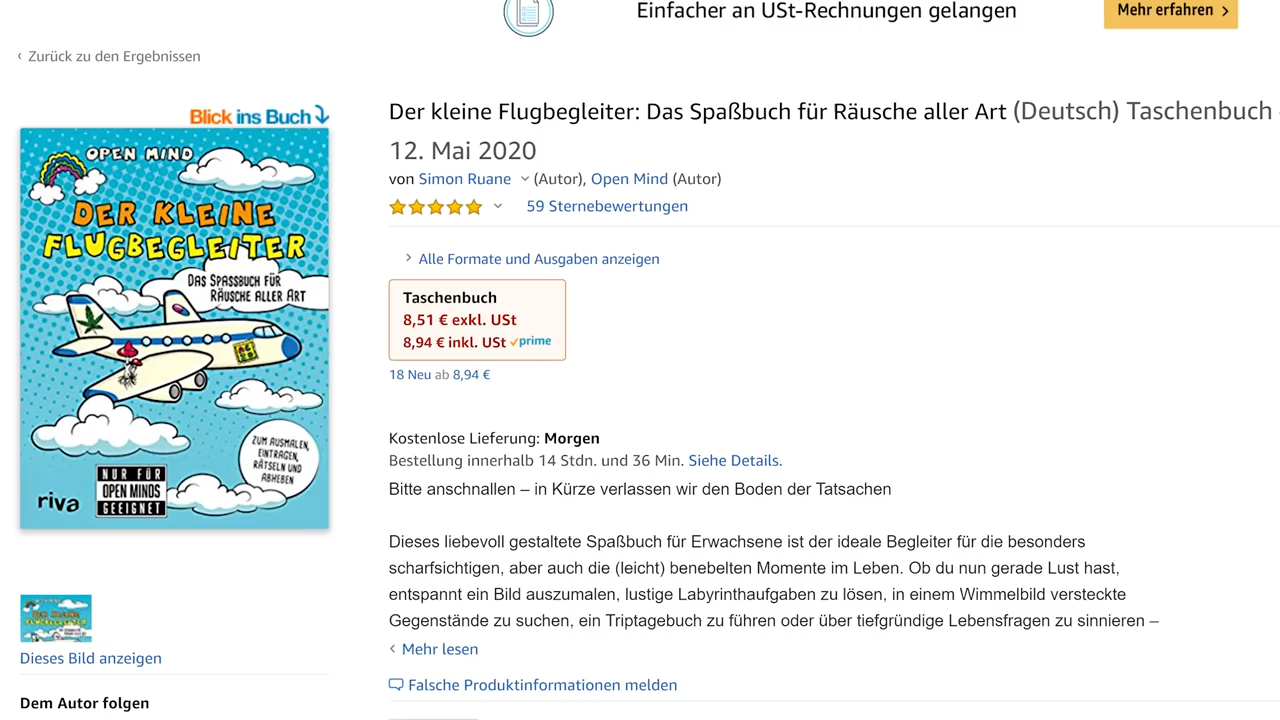 Einfacher an USt-Rechnungen gelangen
Mehr erfahren
Zurück zu den Ergebnissen
Blick ins Buch
OPEN MIND
DER KLEINE
FLUGBEGLEITER
DAS SPASSBUCH FÜR
RÄUSCHE ALLER ART
ZUM AUSMALEN,
EINTRAGEN,
RÄTSELN UND
ABHEBEN
NUR FÜR
OPEN MINDS
GEEIGNET
riva
Dieses Bild anzeigen
Dem Autor folgen
Der kleine Flugbegleiter: Das Spaßbuch für Räusche aller Art (Deutsch) Taschenbuch
12. Mai 2020
von Simon Ruane (Autor), Open Mind (Autor)
59 Sternebewertungen
Alle Formate und Ausgaben anzeigen
Taschenbuch
8,51 € exkl. USt
8,94 € inkl. USt prime
18 Neu ab 8,94 €
Kostenlose Lieferung: Morgen
Bestellung innerhalb 14 Stdn. und 36 Min. Siehe Details.
Bitte anschnallen – in Kürze verlassen wir den Boden der Tatsachen
Dieses liebevoll gestaltete Spaßbuch für Erwachsene ist der ideale Begleiter für die besonders
scharfsichtigen, aber auch die (leicht) benebelten Momente im Leben. Ob du nun gerade Lust hast,
entspannt ein Bild auszumalen, lustige Labyrinthaufgaben zu lösen, in einem Wimmelbild versteckte
Gegenstände zu suchen, ein Triptagebuch zu führen oder über tiefgründige Lebensfragen zu sinnieren –
Mehr lesen
Falsche Produktinformationen melden